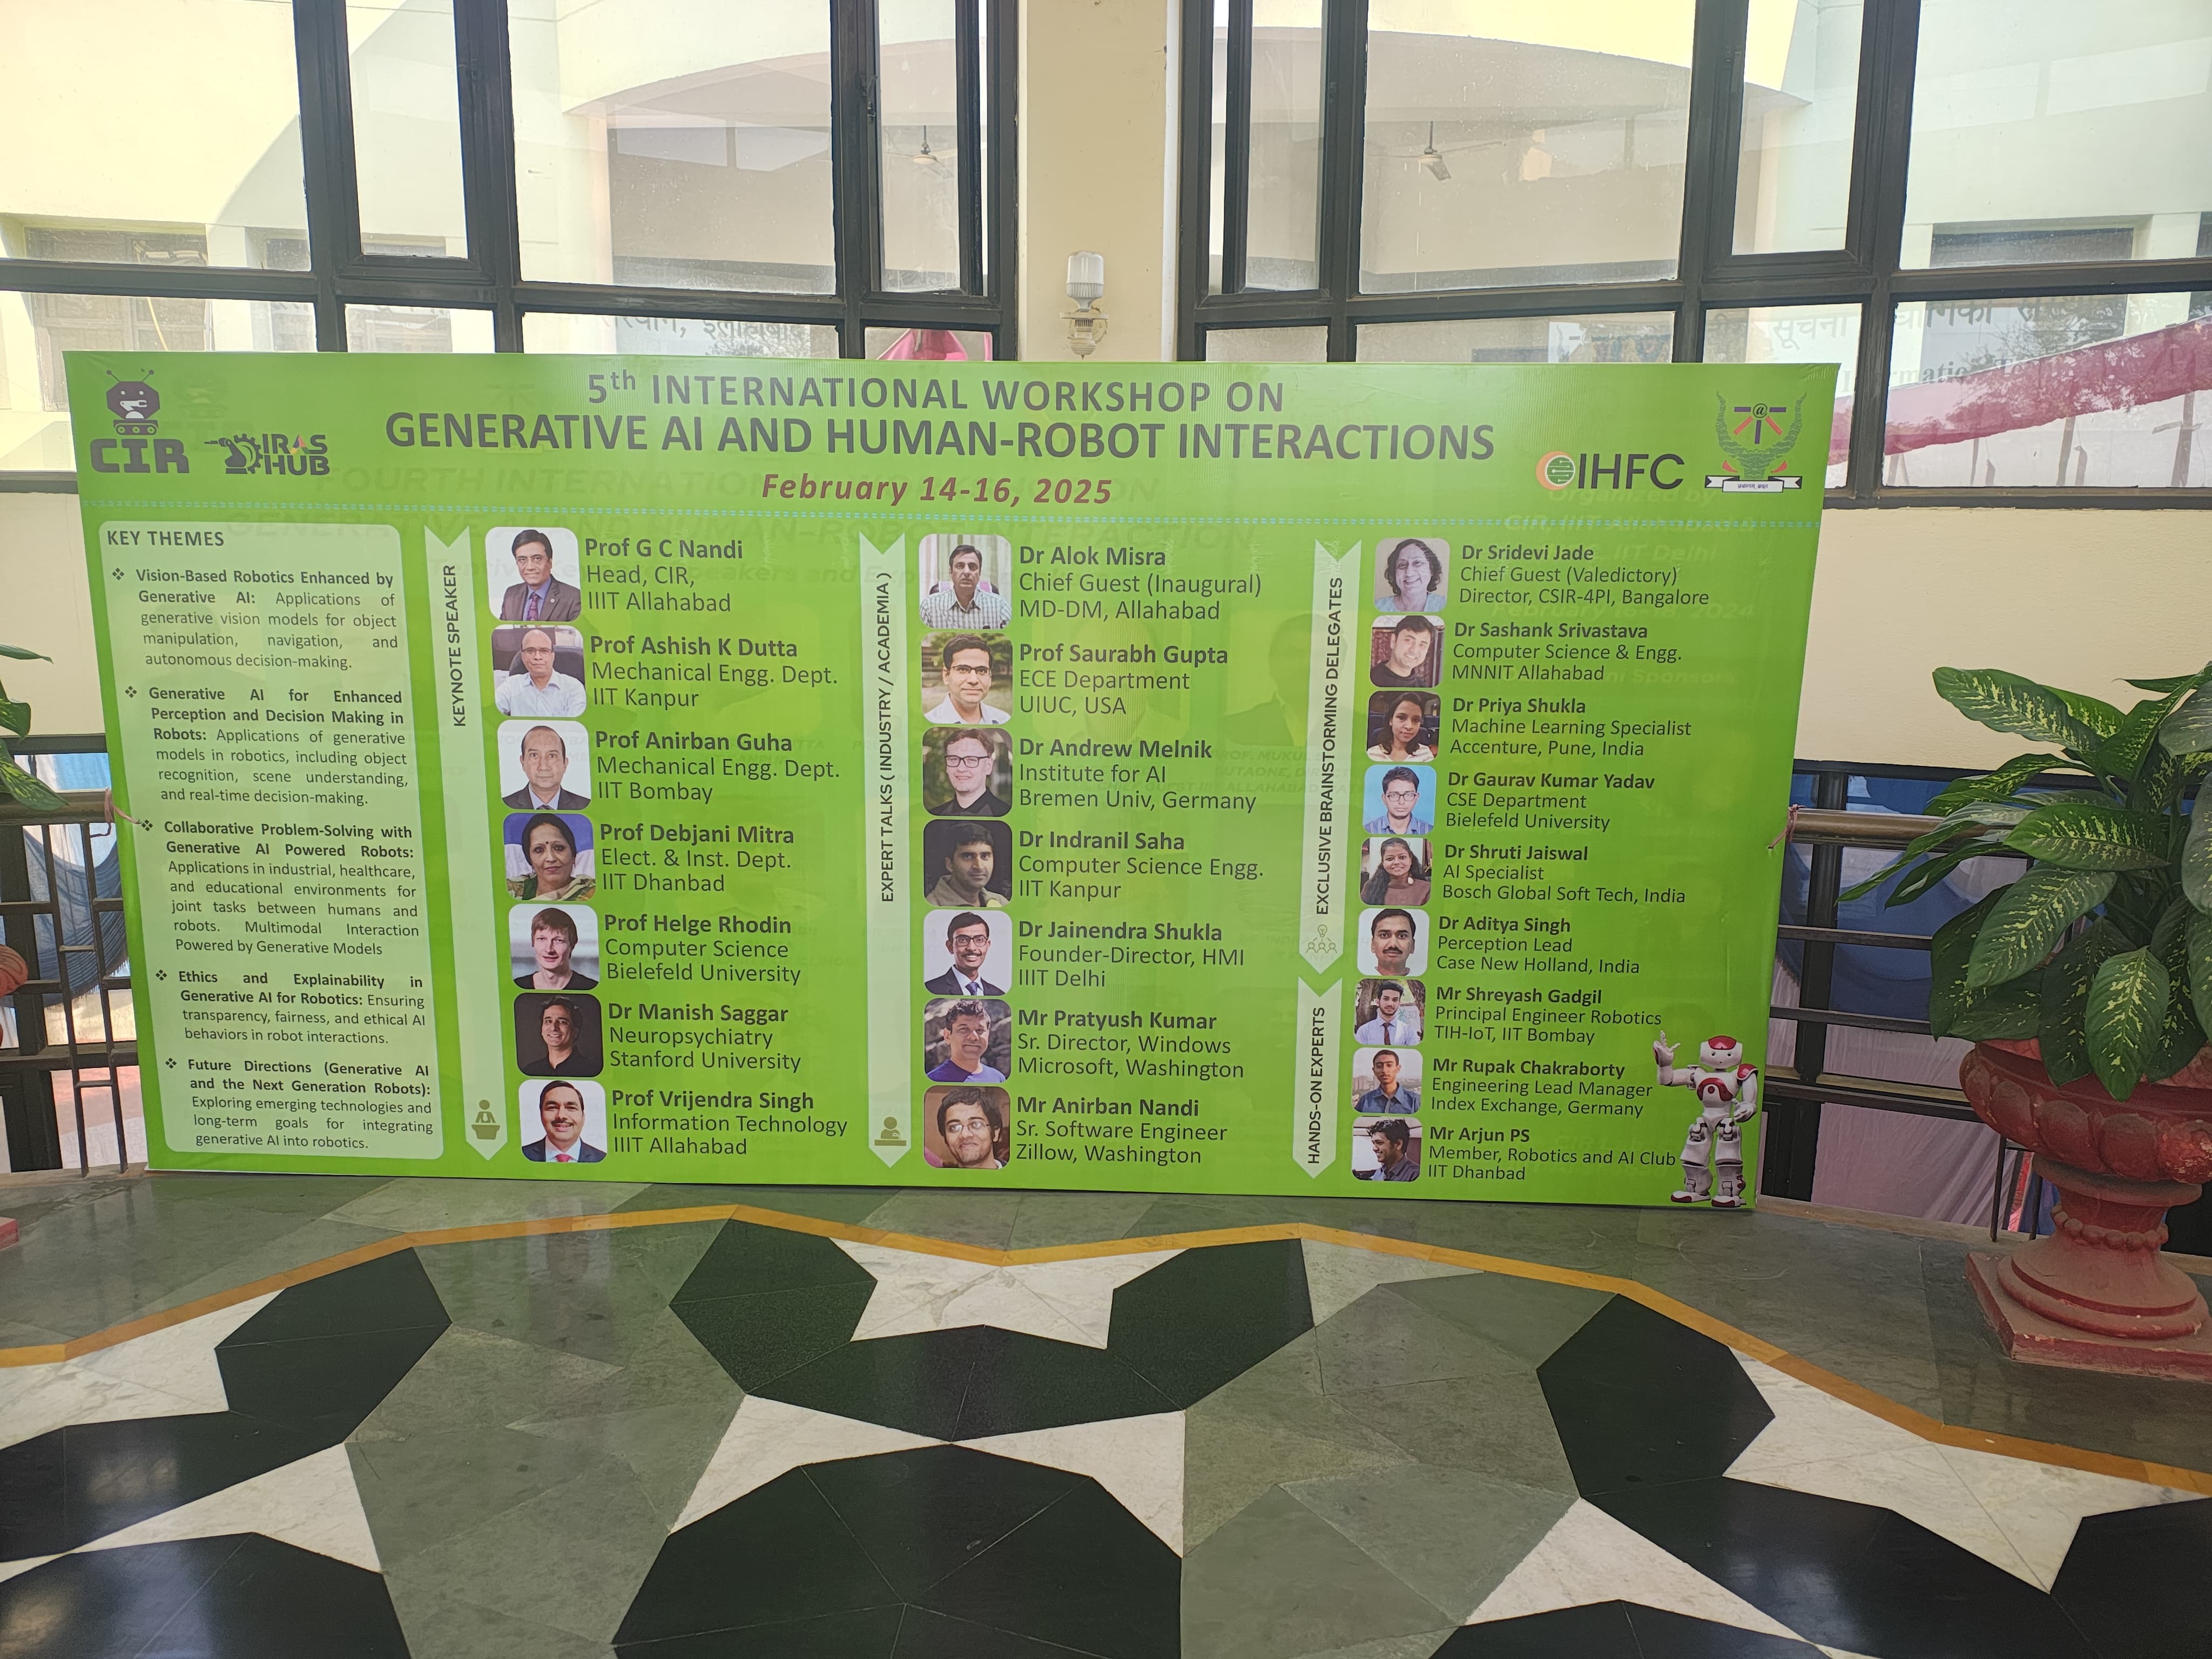 5th INTERNATIONAL WORKSHOP ON
GENERATIVE AI AND HUMAN-ROBOT INTERACTIONS
February 14-16, 2025
CIR
IRAS
HUB
IHFC
KEY THEMES
Vision-Based Robotics Enhanced by
Generative AI: Applications of
generative vision models for object
manipulation, navigation, and
autonomous decision-making.
Generative AI for Enhanced
Perception and Decision Making in
Robots: Applications of generative
models in robotics, including object
recognition, scene understanding,
and real-time decision-making.
Collaborative Problem-Solving with
Generative AI Powered Robots:
Applications in industrial, healthcare,
and educational environments for
joint tasks between humans and
robots. Multimodal Interaction
Powered by Generative Models
Ethics and Explainability in
Generative AI for Robotics: Ensuring
transparency, fairness, and ethical AI
behaviors in robot interactions.
Future Directions (Generative AI
and the Next Generation Robots):
Exploring emerging technologies and
long-term goals for integrating
generative AI into robotics.
KEYNOTE SPEAKER
Prof G C Nandi
Head, CIR,
IIIT Allahabad
Prof Ashish K Dutta
Mechanical Engg. Dept.
IIT Kanpur
Prof Anirban Guha
Mechanical Engg. Dept.
IIT Bombay
Prof Debjani Mitra
Elect. & Inst. Dept.
IIT Dhanbad
Prof Helge Rhodin
Computer Science
Bielefeld University
Dr Manish Saggar
Neuropsychiatry
Stanford University
Prof Vrijendra Singh
Information Technology
IIIT Allahabad
EXPERT TALKS ( INDUSTRY / ACADEMIA )
Dr Alok Misra
Chief Guest (Inaugural)
MD-DM, Allahabad
Prof Saurabh Gupta
ECE Department
UIUC, USA
Dr Andrew Melnik
Institute for AI
Bremen Univ, Germany
Dr Indranil Saha
Computer Science Engg.
IIT Kanpur
Dr Jainendra Shukla
Founder-Director, HMI
IIIT Delhi
Mr Pratyush Kumar
Sr. Director, Windows
Microsoft, Washington
Mr Anirban Nandi
Sr. Software Engineer
Zillow, Washington
EXCLUSIVE BRAINSTORMING DELEGATES
Dr Sridevi Jade
Chief Guest (Valedictory)
Director, CSIR-4PI, Bangalore
Dr Sashank Srivastava
Computer Science & Engg.
MNNIT Allahabad
Dr Priya Shukla
Machine Learning Specialist
Accenture, Pune, India
Dr Gaurav Kumar Yadav
CSE Department
Bielefeld University
Dr Shruti Jaiswal
AI Specialist
Bosch Global Soft Tech, India
Dr Aditya Singh
Perception Lead
Case New Holland, India
HANDS-ON EXPERTS
Mr Shreyash Gadgil
Principal Engineer Robotics
TIH-IoT, IIT Bombay
Mr Rupak Chakraborty
Engineering Lead Manager
Index Exchange, Germany
Mr Arjun PS
Member, Robotics and AI Club
IIT Dhanbad